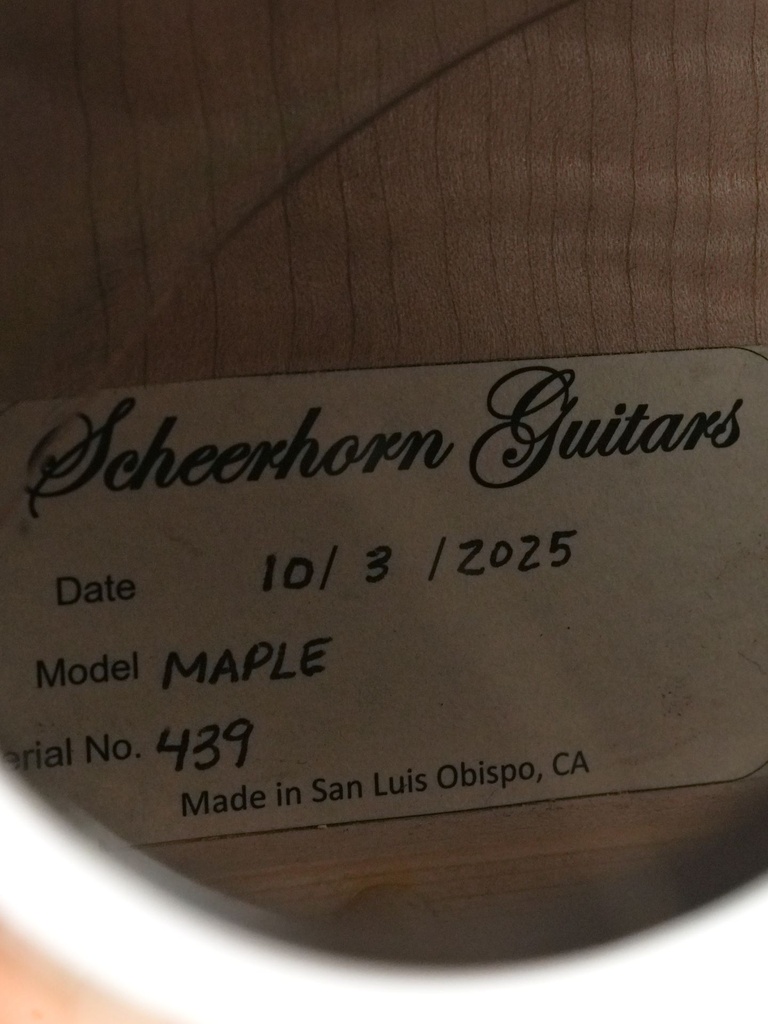 Scheerhorn Guitars
Date 10/ 3 /2025
Model MAPLE
erial No. 439
Made in San Luis Obispo, CA